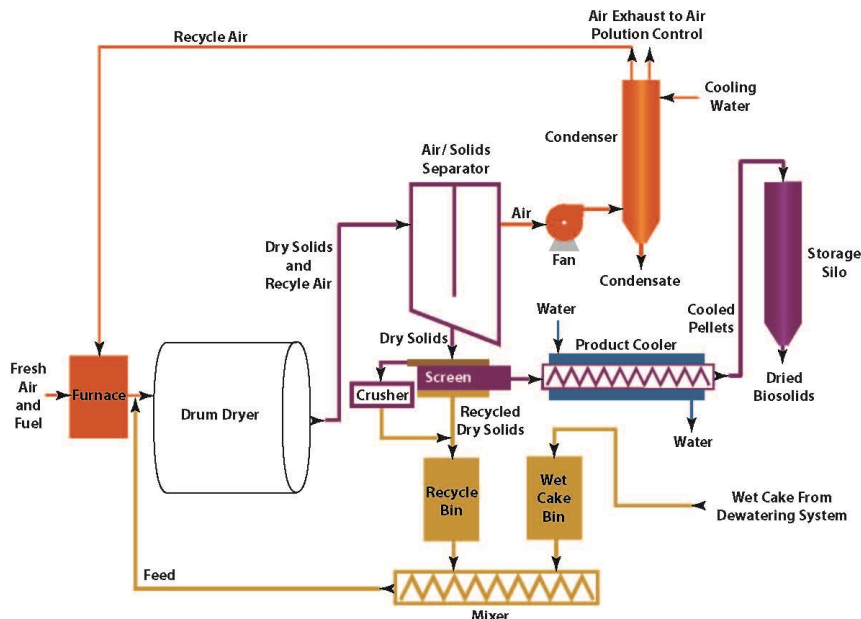 Air Exhaust to Air
Polution Control
Recycle Air
Cooling
Water
Condenser
Air/ Solids
Separator
Air
Fan
Condensate
Storage
Silo
Dry Solids
and
Recyle Air
Cooled
Pellets
Dry Solids
Water
Product Cooler
Fresh
Air
and
Fuel
Furnace
Drum Dryer
Screen
Crusher
Dried
Biosolids
Recycled
Dry Solids
Water
Recycle
Bin
Wet
Cake
Bin
Wet Cake From
Dewatering System
Feed
Mixer